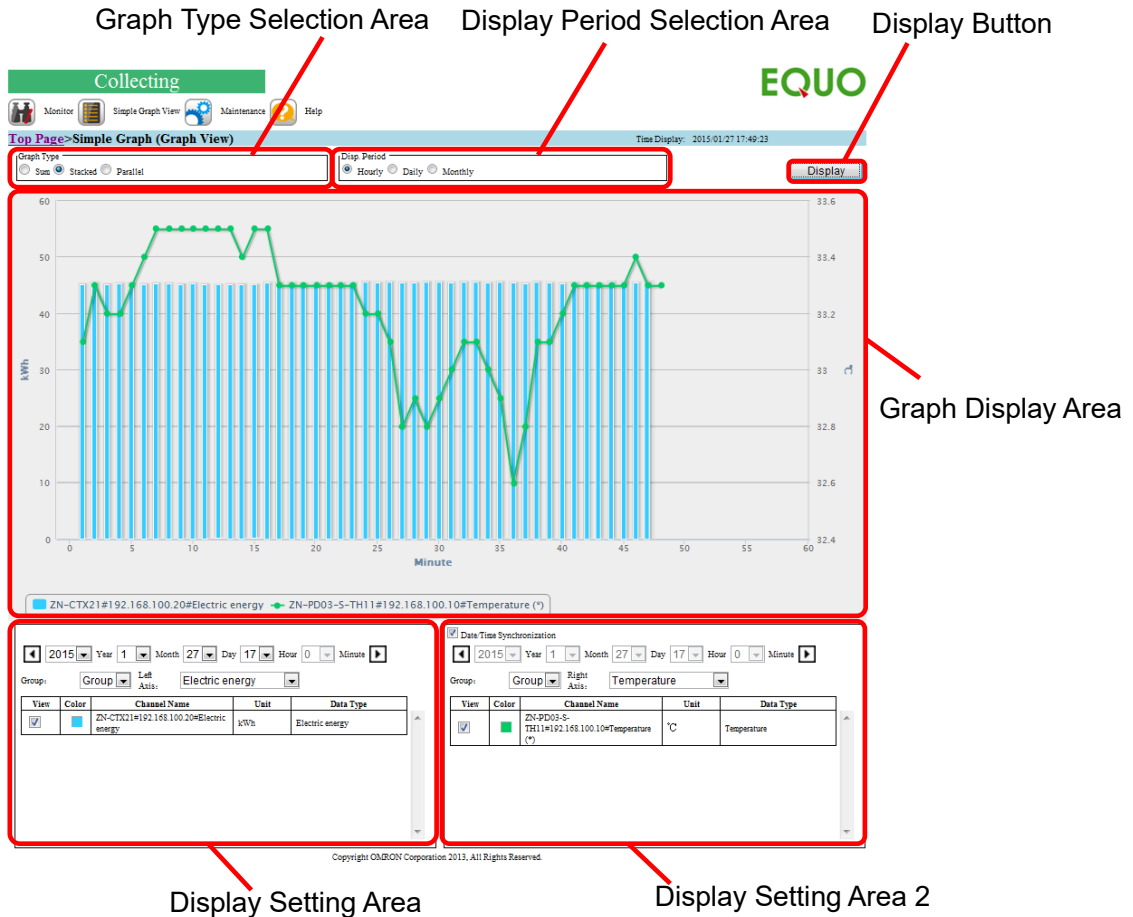 Graph Type Selection Area
Display Period Selection Area
Display Button
Collecting
EQUO
Monitor
Simple Graph View
Maintenance
Help
Top Page>Simple Graph (Graph View)
Time Display: 2015/01/27 17:49:23
Graph Type
Sum Stacked Parallel
Disp. Period
Hourly Daily Monthly
Display
60
50
40
30
20
10
0
kWh
33.6
33.4
33.2
33
32.8
32.6
32.4
℃
0 5 10 15 20 25 30 35 40 45 50 55 60
Minute
ZN-CTX21#192.168.100.20#Electric energy
ZN-PD03-S-TH11#192.168.100.10#Temperature (*)
Graph Display Area
2015 Year 1 Month 27 Day 17 Hour 0 Minute
Group: Group Left Axis: Electric energy
View Color Channel Name Unit Data Type
ZN-CTX21#192.168.100.20#Electric
energy
kWh
Electric energy
Date/Time Synchronization
2015 Year 1 Month 27 Day 17 Hour 0 Minute
Group: Group Right Axis: Temperature
View Color Channel Name Unit Data Type
ZN-PD03-S-
TH11#192.168.100.10#Temperature
(*)
℃
Temperature
Copyright OMRON Corporation 2013, All Rights Reserved.
Display Setting Area
Display Setting Area 2